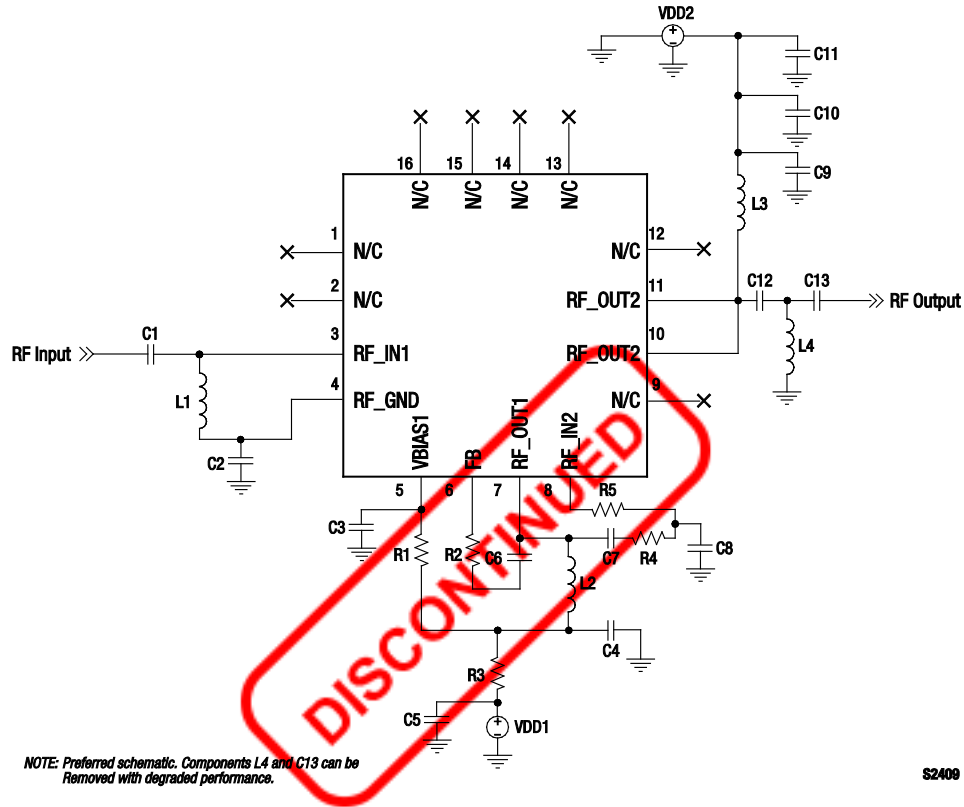 VDD2
C11
C10
C9
L3
16 15 14 13
N/C N/C N/C N/C
1 N/C
2 N/C
3 RF_IN1
4 RF_GND
12 N/C
11 RF_OUT2
10 RF_OUT2
9 N/C
C12 C13
RF Output
L4
C1
RF Input
L1
C2
VBIAS1 FB RF_OUT1 RF_IN2
5 6 7 8
R5
C3
R1
R2
C6
C7
R4
C8
L2
C4
R3
C5
VDD1
DISCONTINUED
NOTE: Preferred schematic. Components L4 and C13 can be
Removed with degraded performance.
S2409